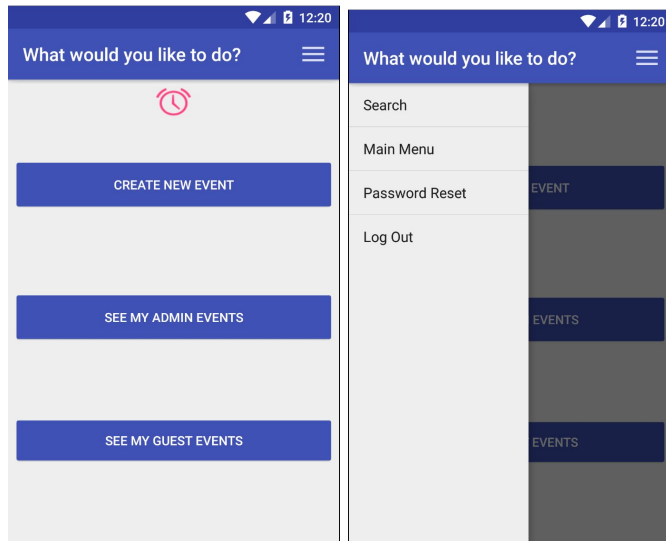 12:20
What would you like to do?
CREATE NEW EVENT
SEE MY ADMIN EVENTS
SEE MY GUEST EVENTS
12:20
What would you like to do?
Search
Main Menu
Password Reset
Log Out
EVENT
EVENTS
EVENTS